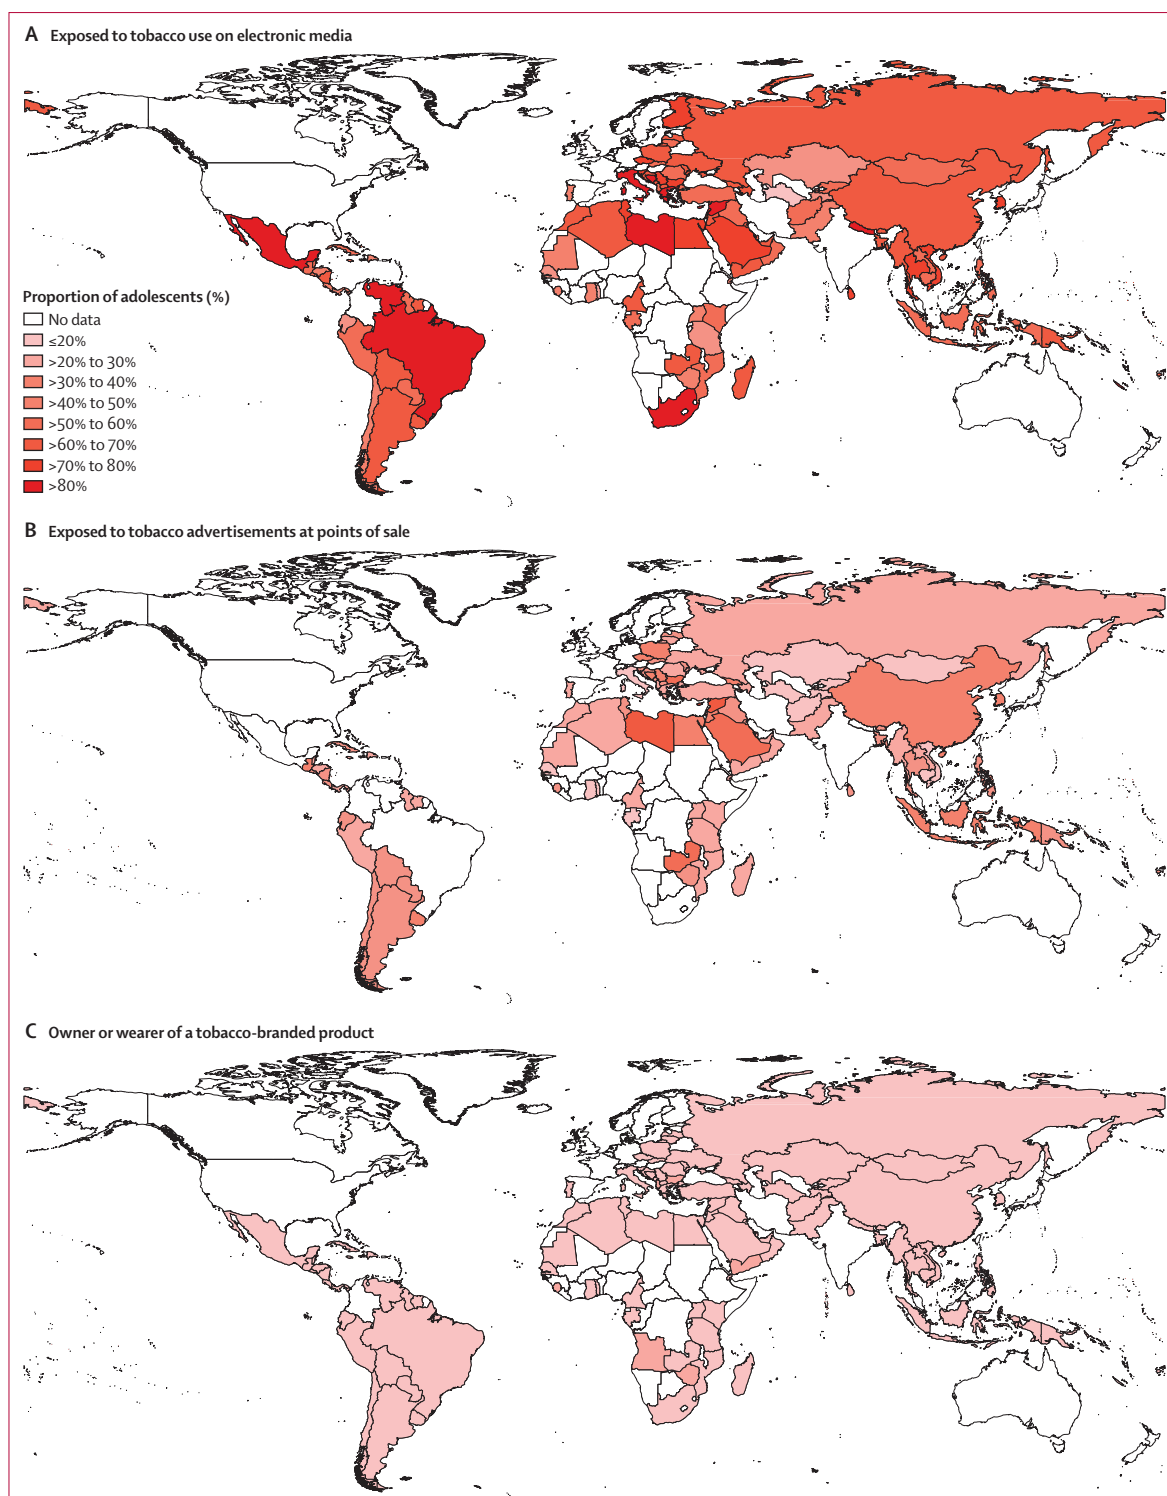 A Exposed to tobacco use on electronic media
Proportion of adolescents (%)
No data
≤20%
>20% to 30%
>30% to 40%
>40% to 50%
>50% to 60%
>60% to 70%
>70% to 80%
>80%
B Exposed to tobacco advertisements at points of sale
C Owner or wearer of a tobacco-branded product